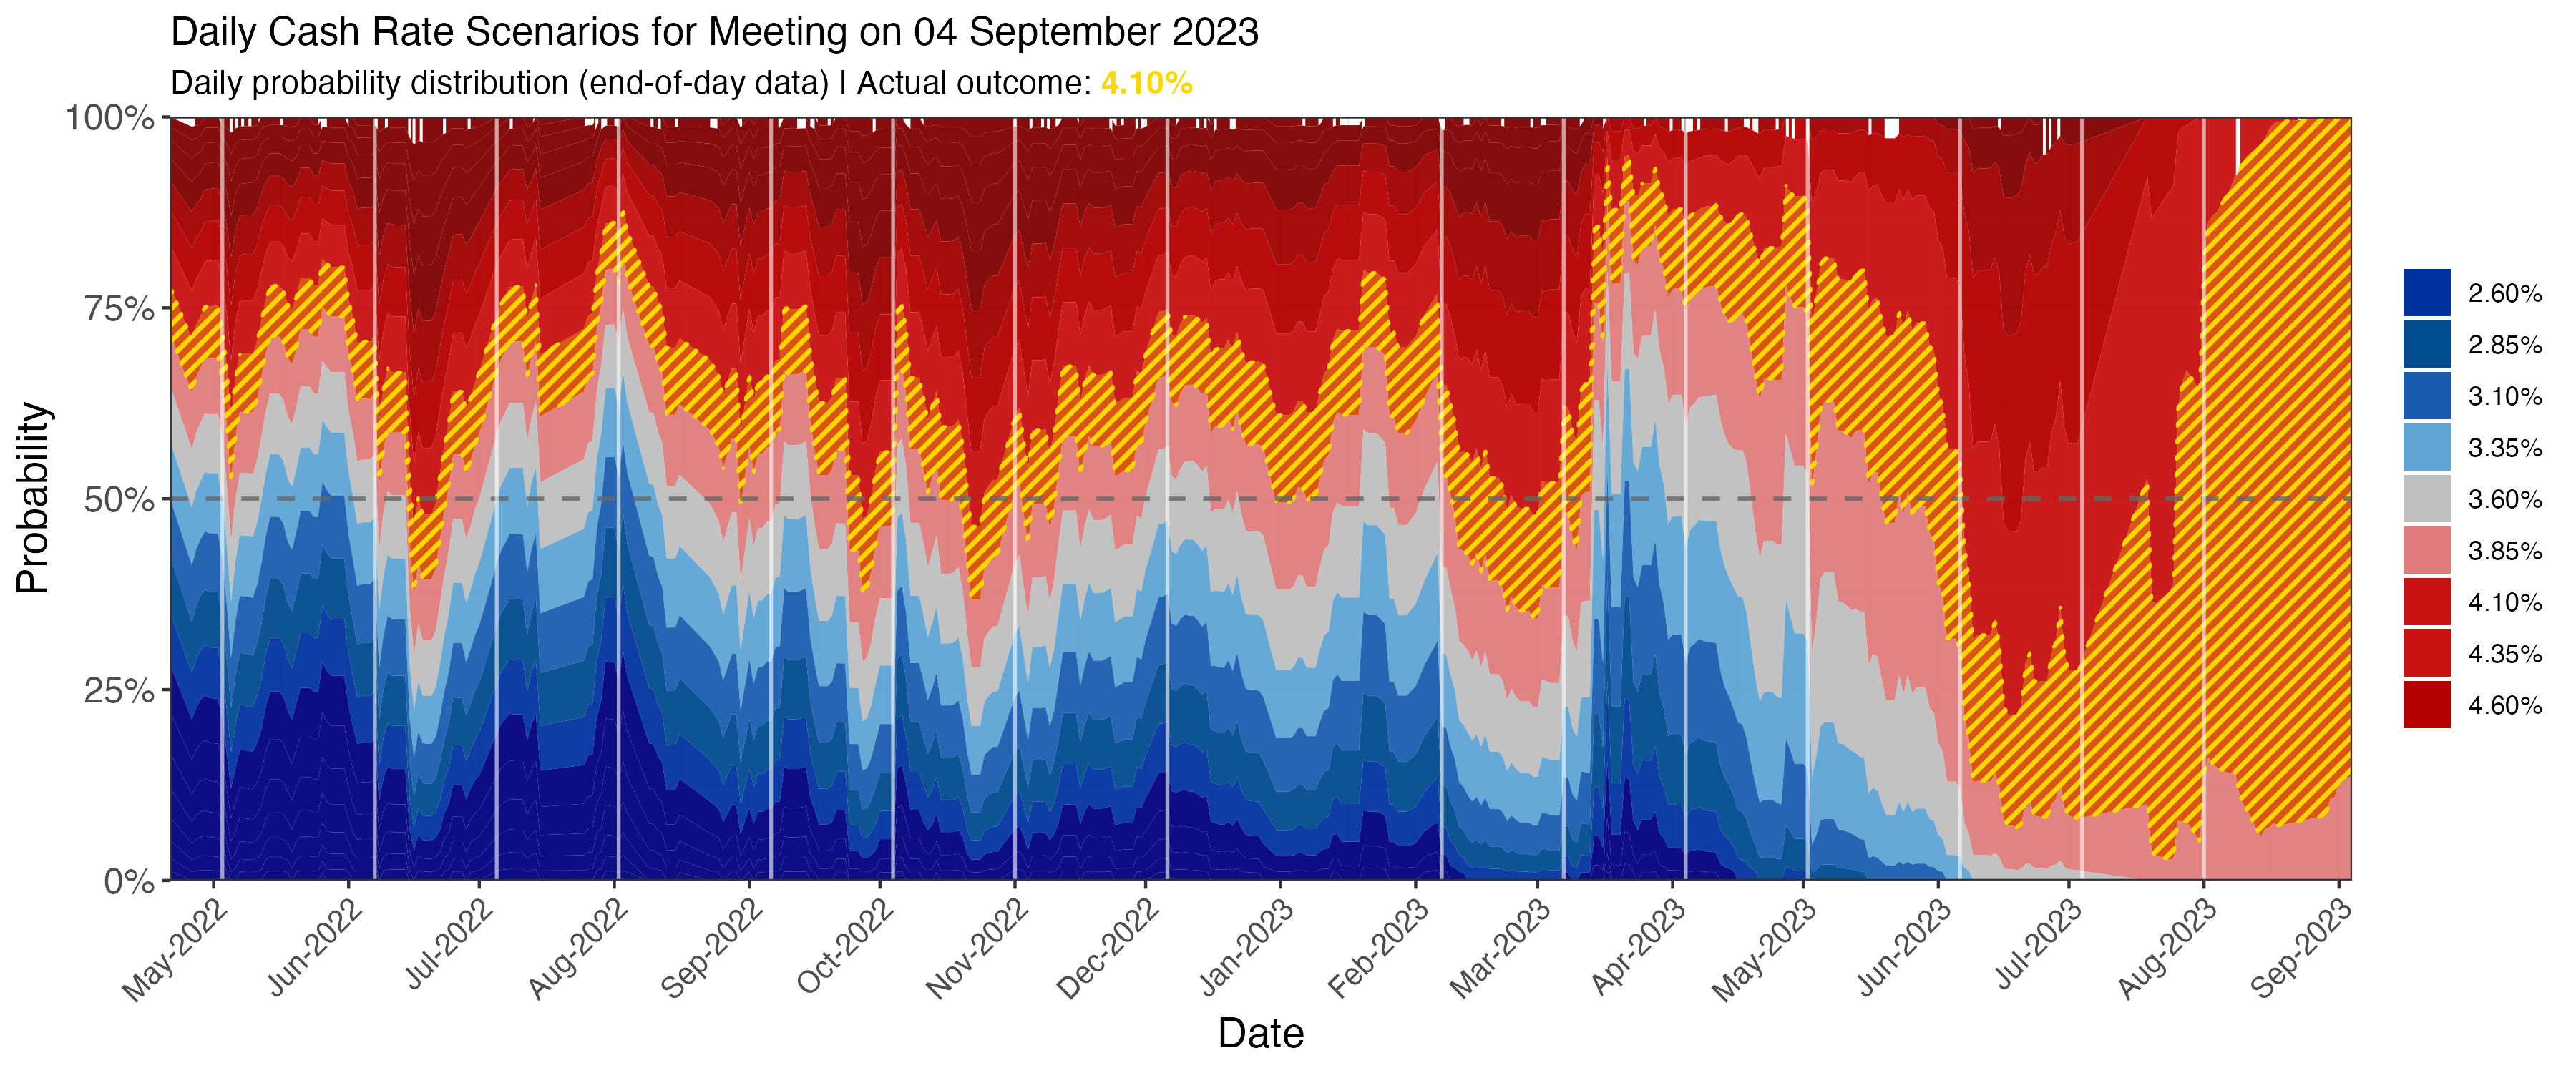 Daily Cash Rate Scenarios for Meeting on 04 September 2023
Daily probability distribution (end-of-day data) | Actual outcome: 4.10%
Probability
100%
75%
50%
25%
0%
May-2022
Jun-2022
Jul-2022
Aug-2022
Sep-2022
Oct-2022
Nov-2022
Dec-2022
Jan-2023
Feb-2023
Mar-2023
Apr-2023
May-2023
Jun-2023
Jul-2023
Aug-2023
Sep-2023
Date
2.60%
2.85%
3.10%
3.35%
3.60%
3.85%
4.10%
4.35%
4.60%